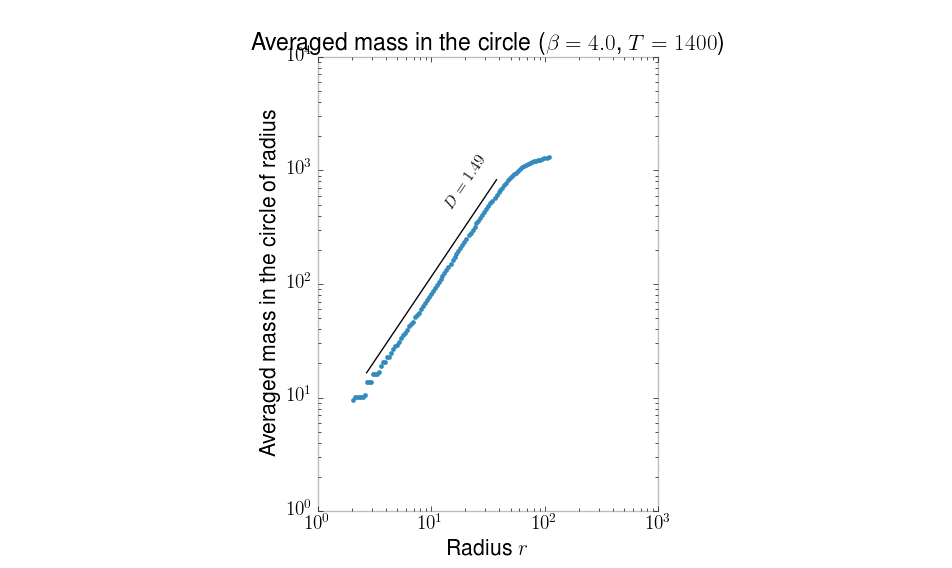 Averaged mass in the circle (β = 4.0, T = 1400)
10⁴
10³
10²
10¹
10⁰
Averaged mass in the circle of radius
D = 1.49
10⁰ 10¹ 10² 10³
Radius r